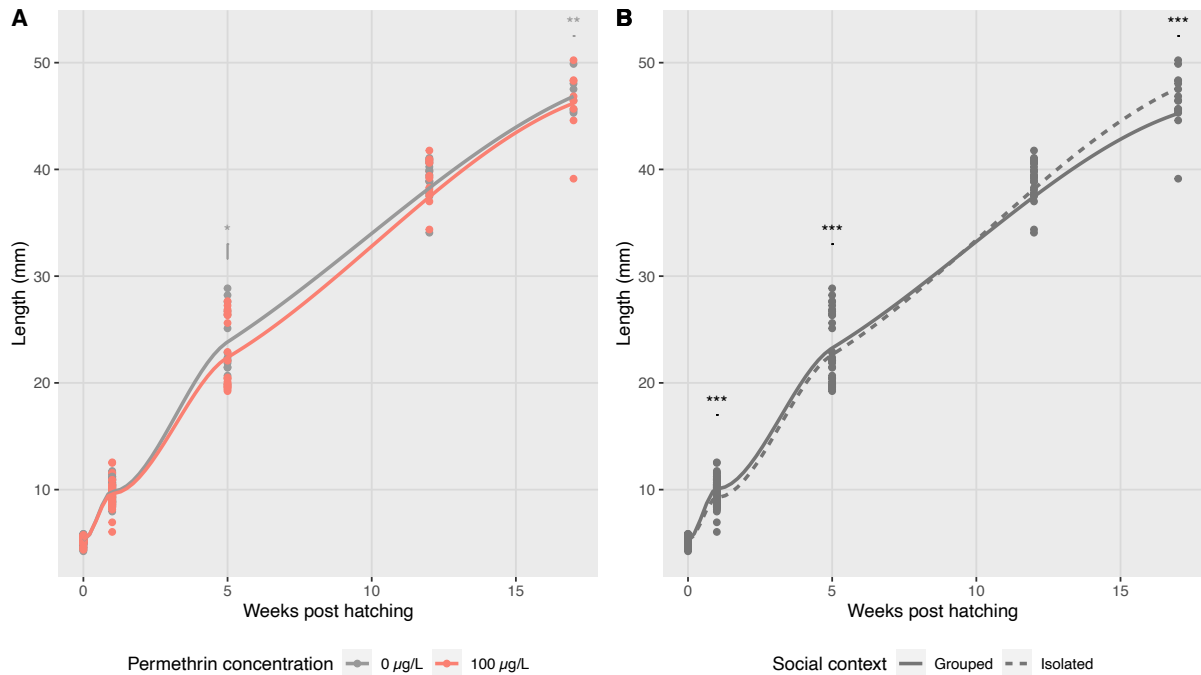 A
**
50
40
*
30
20
10
0
5
10
15
Length (mm)
Weeks post hatching
Permethrin concentration 0 µg/L 100 µg/L
B
***
50
40
***
30
20
***
10
0
5
10
15
Length (mm)
Weeks post hatching
Social context Grouped Isolated